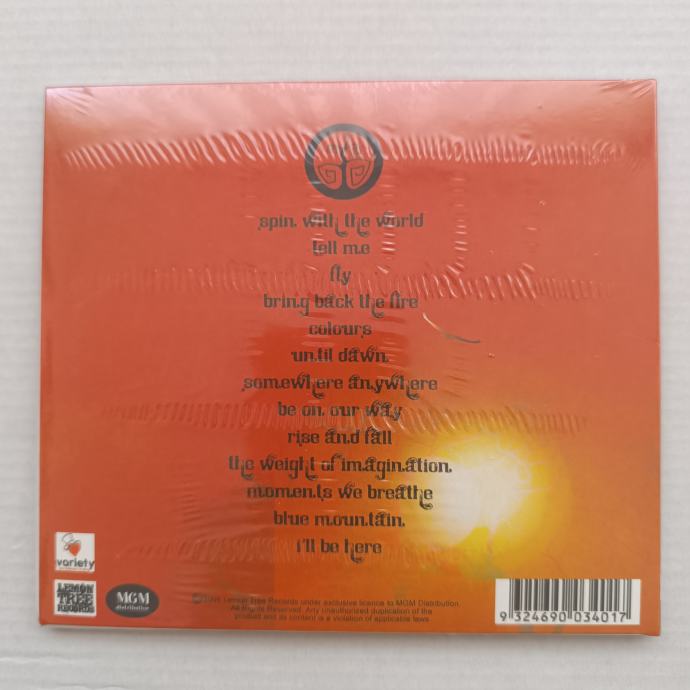 spin with the world
tell me
fly
bring back the fire
colours
until dawn
somewhere anywhere
be on our way
rise and fall
the weight of imagination
moments we breathe
blue mountain
i'll be here
variety
LEMON
TREE
RECORDS
MGM
distribution
Lemon Tree Records under exclusive licence to MGM Distribution.
All Rights Reserved. Any unauthorized duplication of the
product and its content is a violation of applicable laws
9 324690 034017